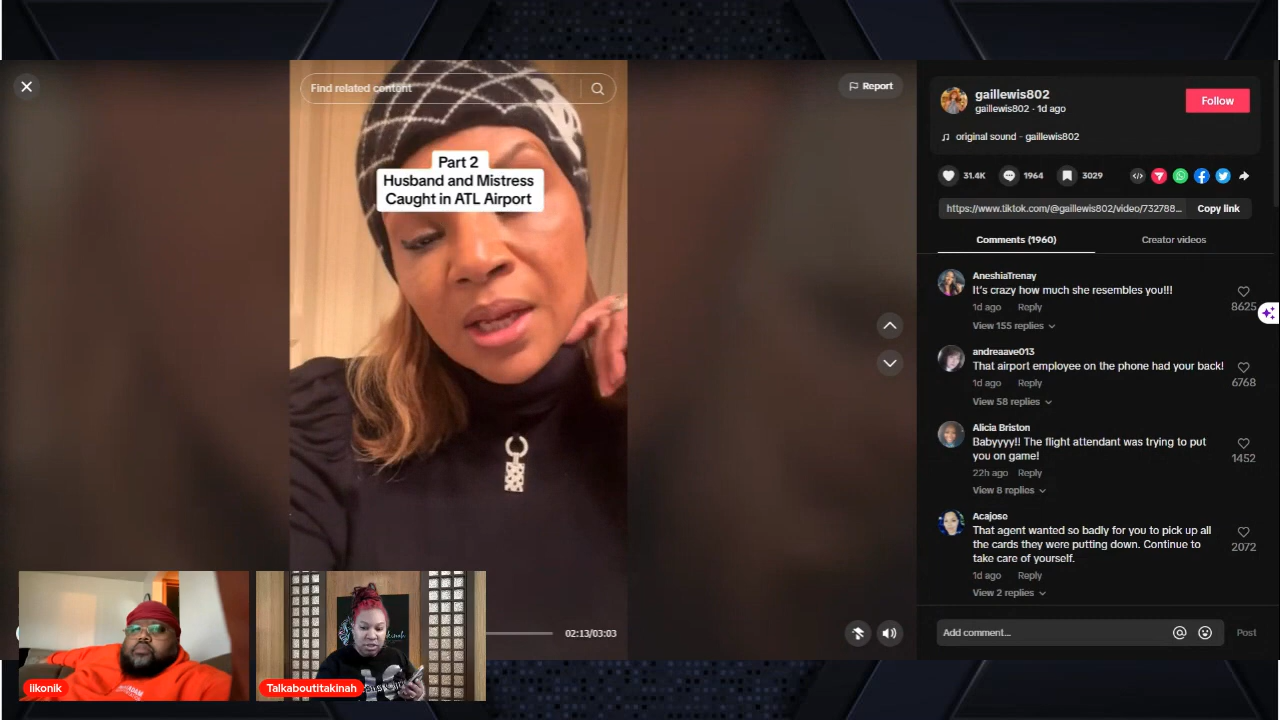 Find related content
Report
Part 2
Husband and Mistress
Caught in ATL Airport
02:13/03:03
iikonik
Talkaboutitakinah
gaillewis802
gaillewis802 · 1d ago
Follow
original sound - gaillewis802
31.4K
1964
3029
https://www.tiktok.com/@gaillewis802/video/732788...
Copy link
Comments (1960)
Creator videos
AneshiaTrenay
It's crazy how much she resembles you!!!
1d ago Reply
8625
View 155 replies
andreaave013
That airport employee on the phone had your back!
1d ago Reply
6768
View 58 replies
Alicia Briston
Babyyyy!! The flight attendant was trying to put
you on game!
1452
22h ago Reply
View 8 replies
Acajose
That agent wanted so badly for you to pick up all
the cards they were putting down. Continue to
take care of yourself.
2072
1d ago Reply
View 2 replies
Add comment...
Post